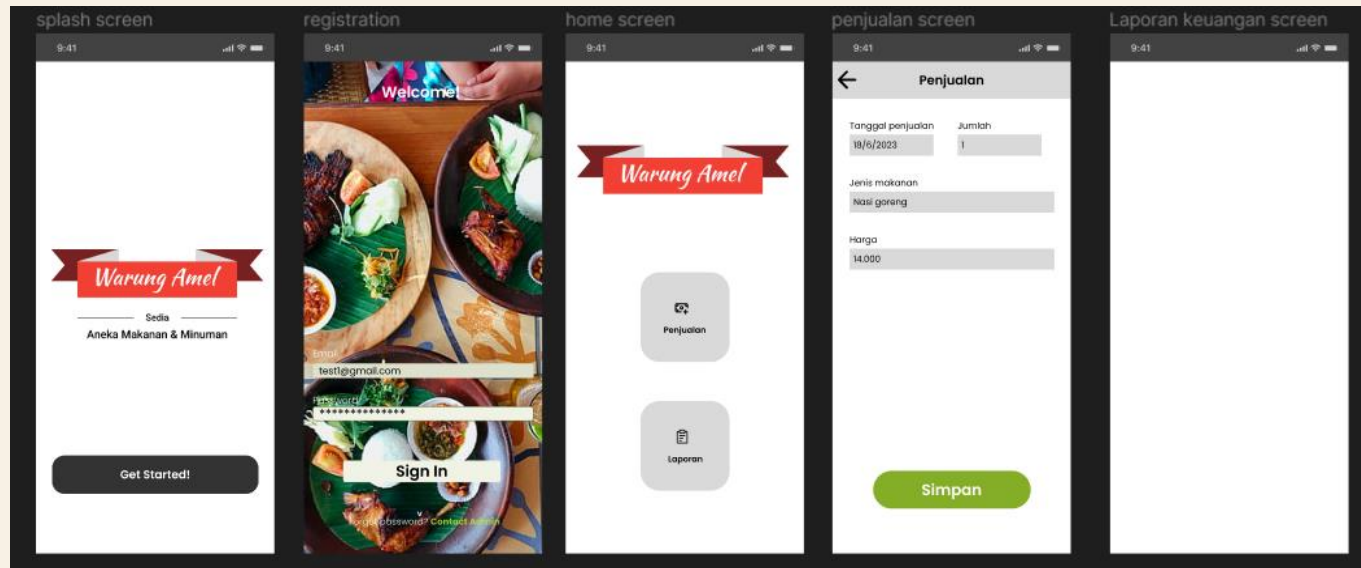 splash screen
9:41
Warung Amel
Sedia
Aneka Makanan & Minuman
Get Started!
registration
9:41
Welcome!
Email
test1@gmail.com
Password
**************
Sign In
Forgot password? Contact Admin
home screen
9:41
Warung Amel
Penjualan
Laporan
penjualan screen
9:41
Penjualan
Tanggal penjualan Jumlah
18/6/2023 1
Jenis makanan
Nasi goreng
Harga
14.000
Simpan
Laporan keuangan screen
9:41